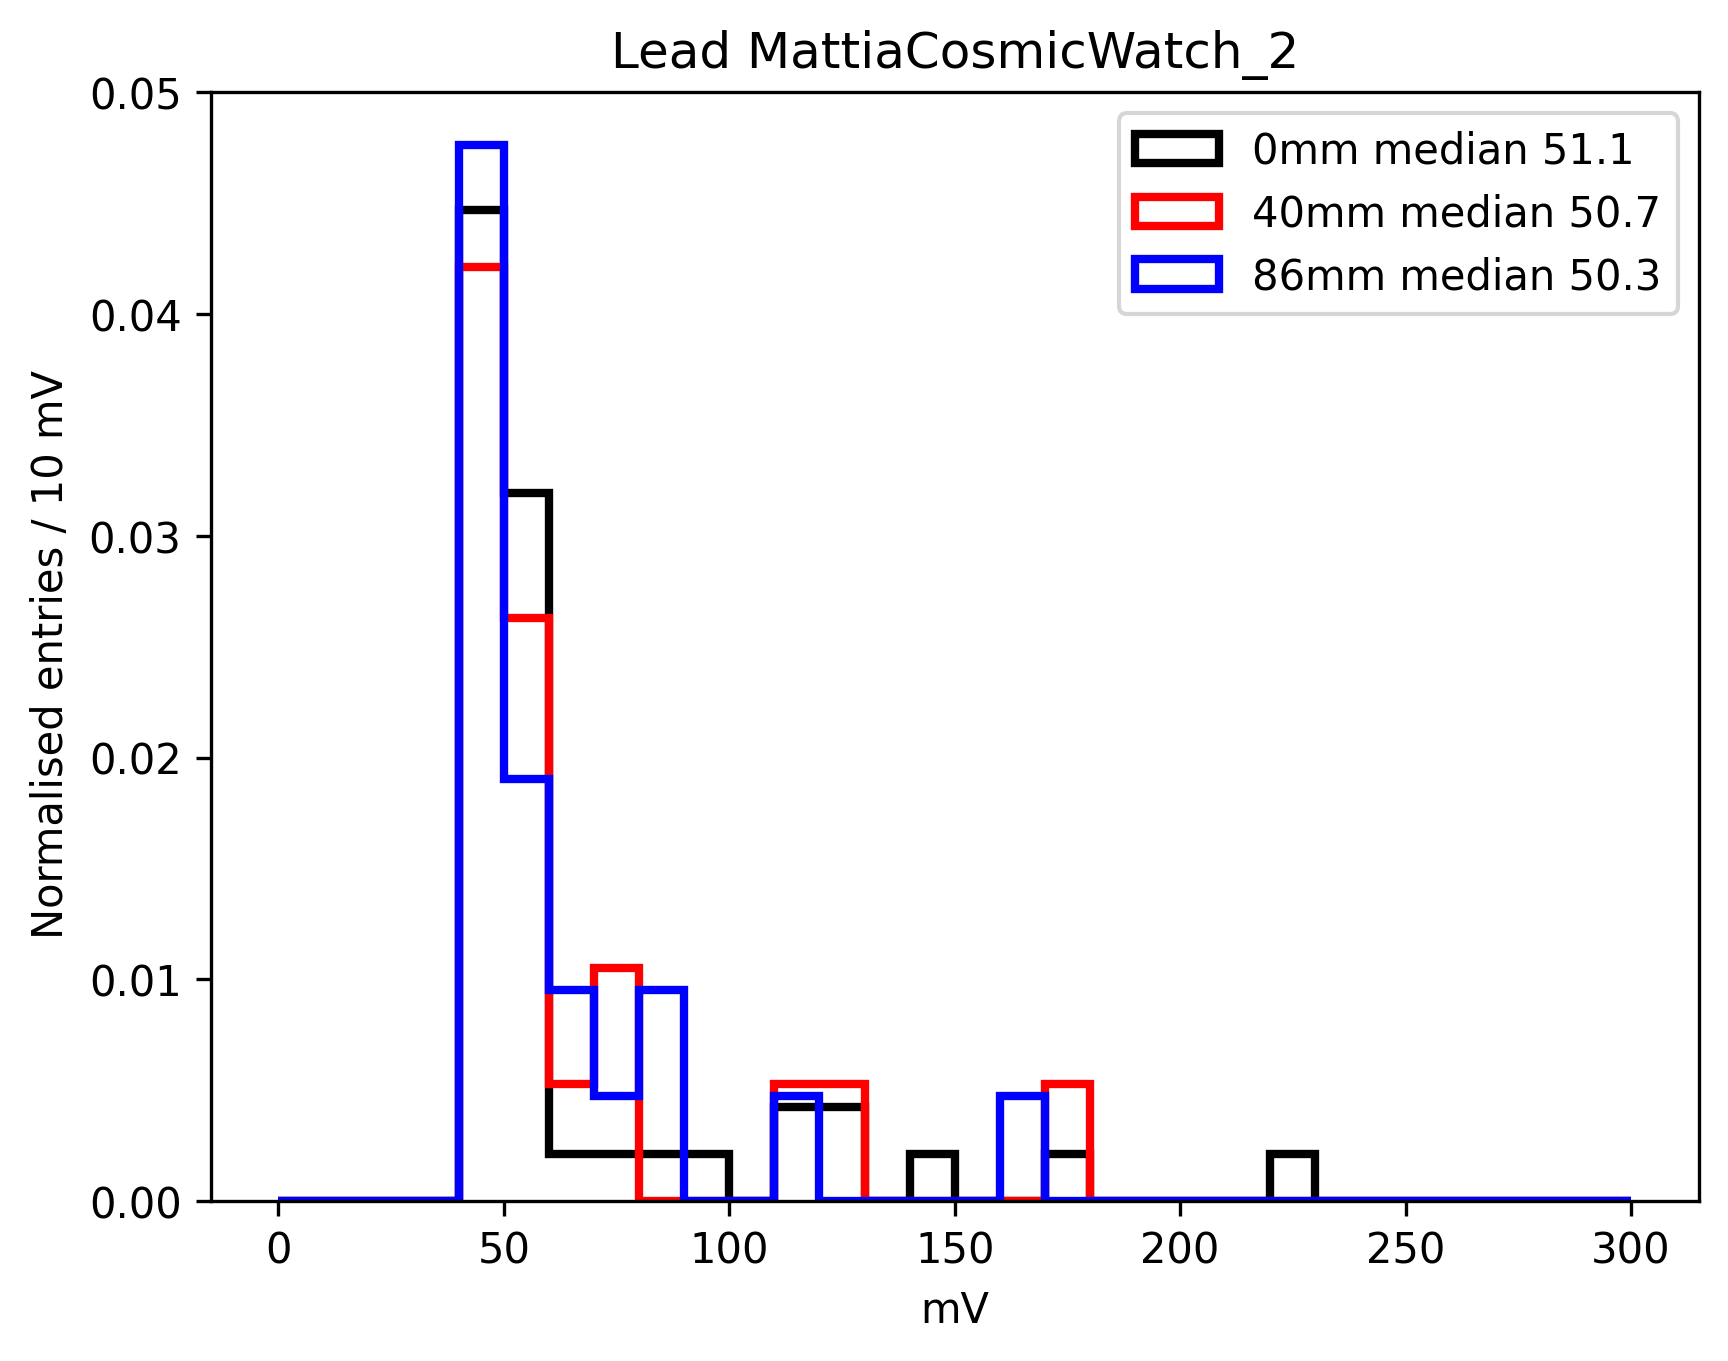 Lead MattiaCosmicWatch_2
0mm median 51.1
40mm median 50.7
86mm median 50.3
Normalised entries / 10 mV
0.05
0.04
0.03
0.02
0.01
0.00
0 50 100 150 200 250 300
mV